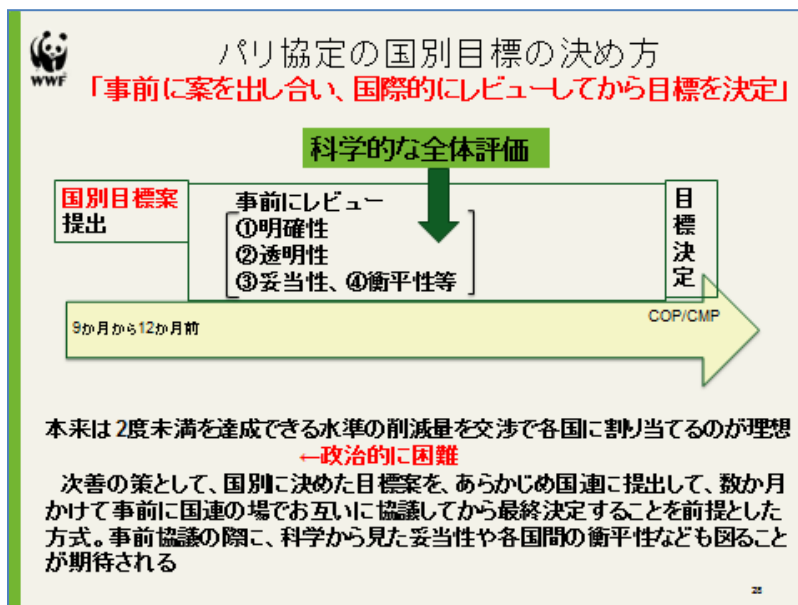 パリ協定の国別目標の決め方
WWF
「事前に案を出し合い、国際的にレビューしてから目標を決定」
科学的な全体評価
国別目標案
提出
事前にレビュー
①明確性
②透明性
③妥当性、④衡平性等
目標決定
9か月から12か月前
COP/CMP
本来は2度未満を達成できる水準の削減量を交渉で各国に割り当てるのが理想
←政治的に困難
次善の策として、国別に決めた目標案を、あらかじめ国連に提出して、数か月
かけて事前に国連の場でお互いに協議してから最終決定することを前提とした
方式。事前協議の際に、科学から見た妥当性や各国間の衡平性なども図ること
が期待される